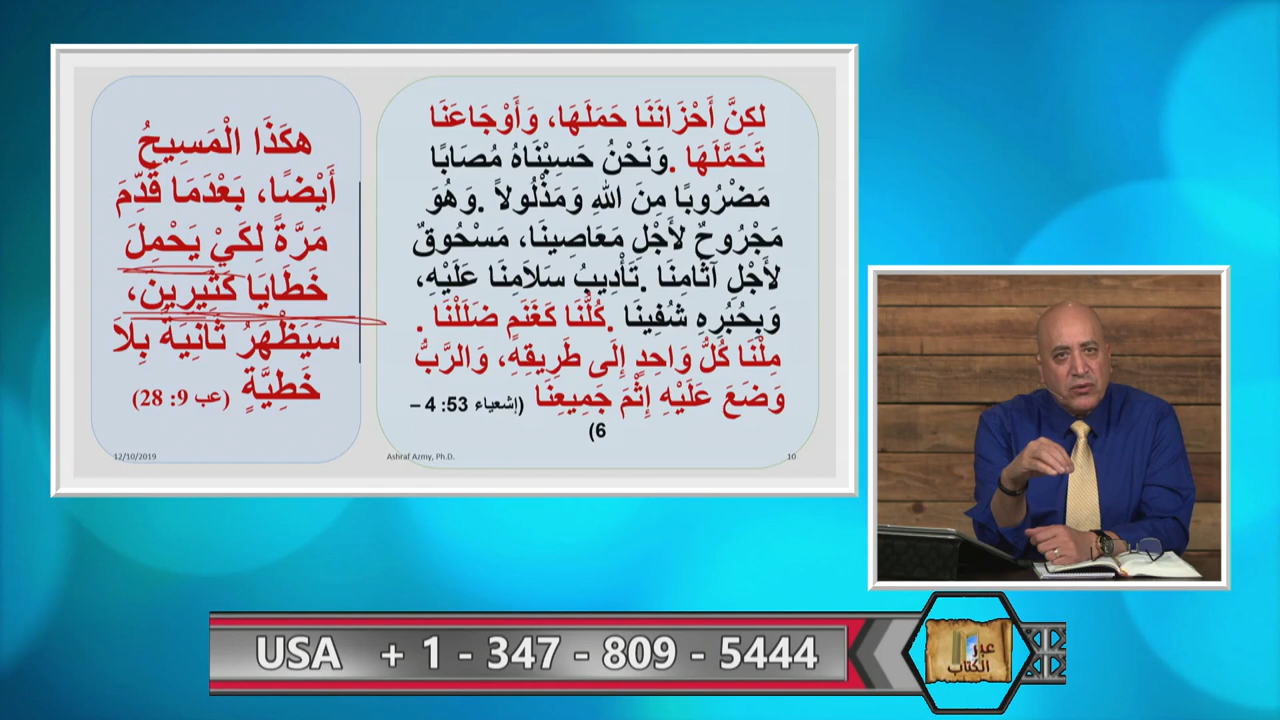 لكِنَّ أَحْزَانَنَا حَمَلَهَا، وَأَوْجَاعَنَا
تَحَمَّلَهَا .وَنَحْنُ حَسِبْنَاهُ مُصَابًا
مَضْرُوبًا مِنَ اللهِ وَمَذْلُولاً .وَهُوَ
مَجْرُوحٌ لأَجْلِ مَعَاصِينَا، مَسْحُوقٌ
لأَجْلِ آثَامِنَا .تَأْدِيبُ سَلاَمِنَا عَلَيْهِ،
وَبِحُبُرِهِ شُفِينَا .كُلُّنَا كَغَنَمٍ ضَلَلْنَا .
مِلْنَا كُلُّ وَاحِدٍ إِلَى طَرِيقِهِ، وَالرَّبُّ
وَضَعَ عَلَيْهِ إِثْمَ جَمِيعِنَا (إشعياء 53: 4 –
6)
هكَذَا الْمَسِيحُ
أَيْضًا، بَعْدَمَا قُدِّمَ
مَرَّةً لِكَيْ يَحْمِلَ
خَطَايَا كَثِيرِينَ،
سَيَظْهَرُ ثَانِيَةً بِلاَ
خَطِيَّةٍ (عب 9: 28)
12/10/2019
Ashraf Azmy, Ph.D.
10
USA + 1 - 347 - 809 - 5444
عبر
الكتاب